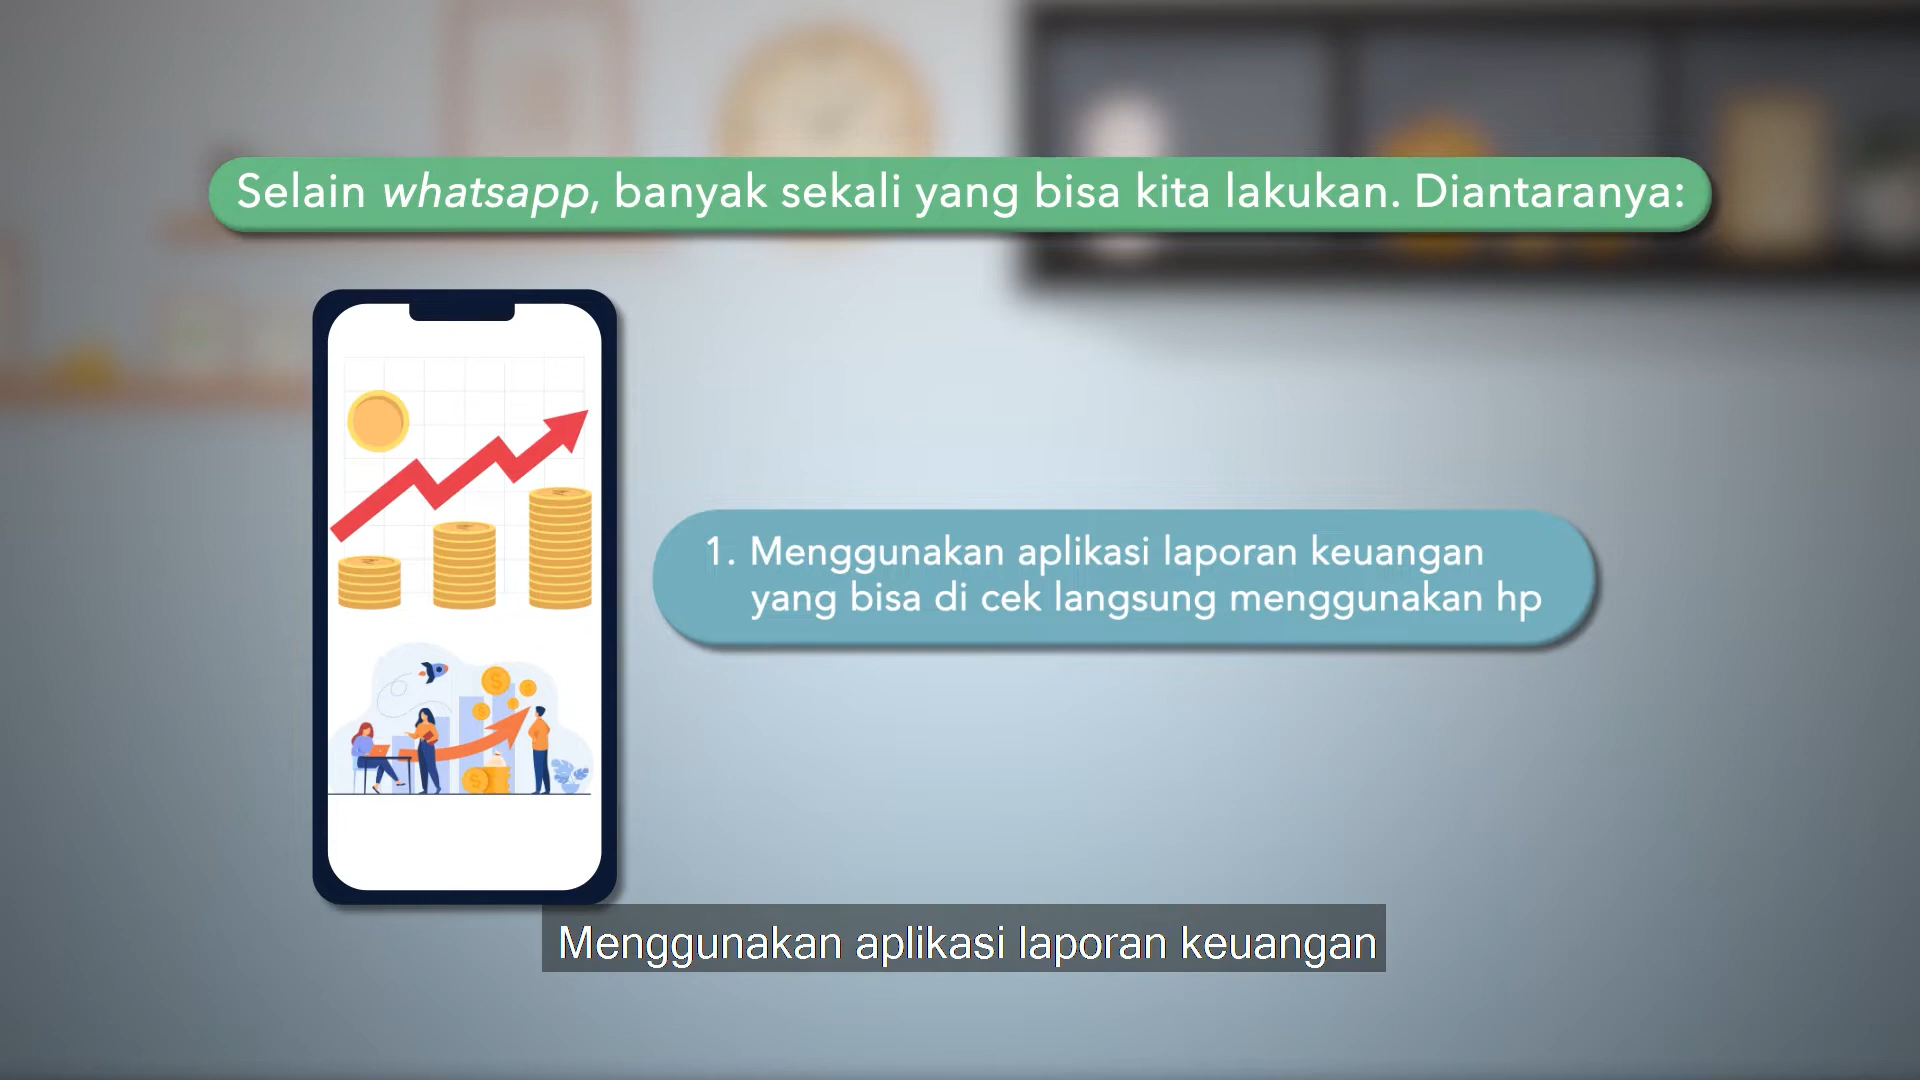 Selain whatsapp, banyak sekali yang bisa kita lakukan. Diantaranya:
1. Menggunakan aplikasi laporan keuangan
yang bisa di cek langsung menggunakan hp
Menggunakan aplikasi laporan keuangan